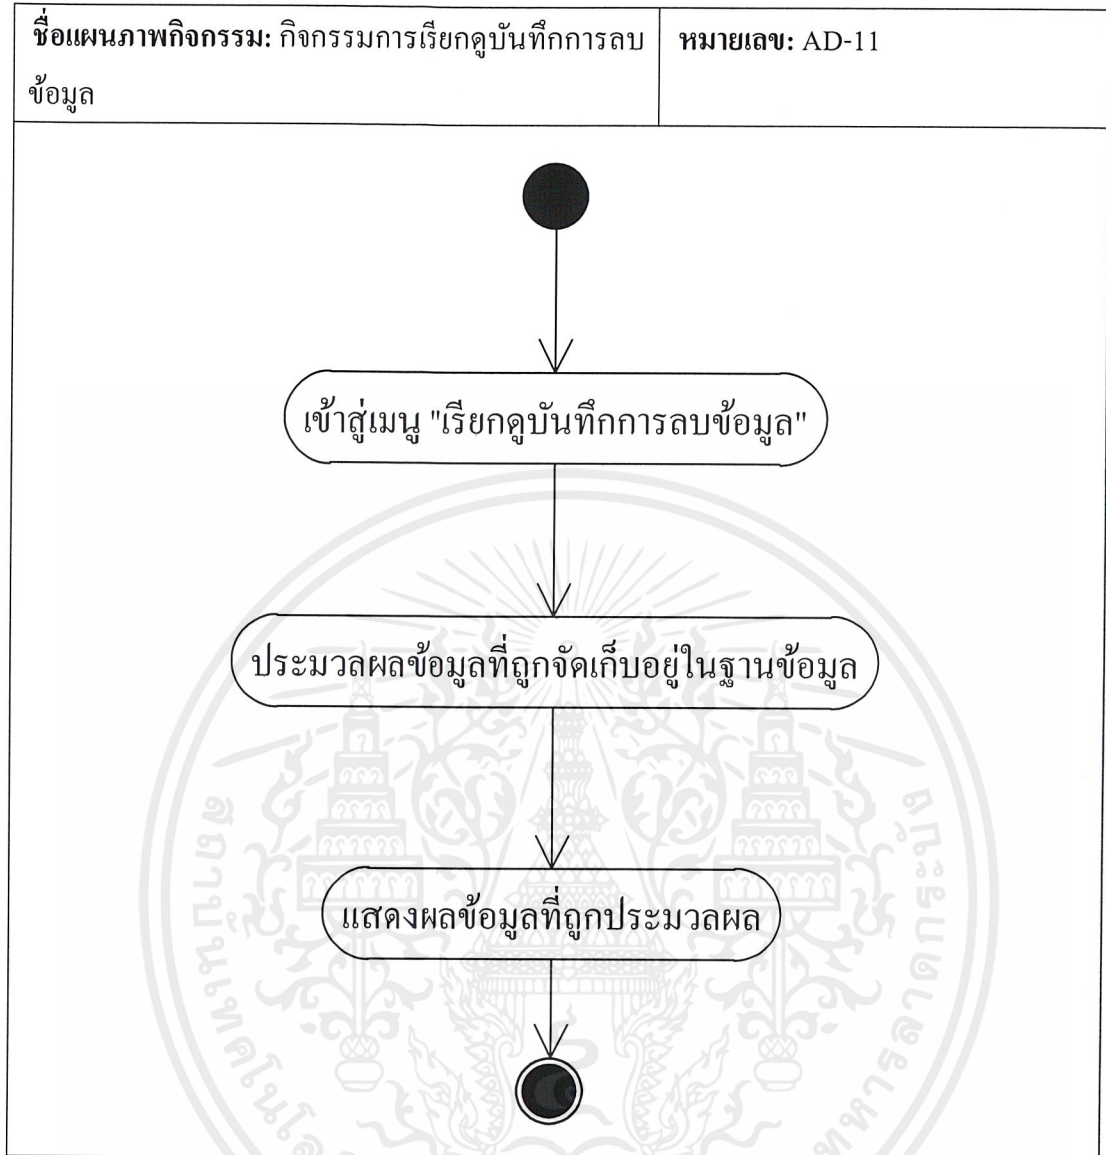 ชื่อแผนภาพกิจกรรม: กิจกรรมการเรียกดูบันทึกการลบ
ข้อมูล
หมายเลข: AD-11
เข้าสู่เมนู "เรียกดูบันทึกการลบข้อมูล"
ประมวลผลข้อมูลที่ถูกจัดเก็บอยู่ในฐานข้อมูล
แสดงผลข้อมูลที่ถูกประมวลผล